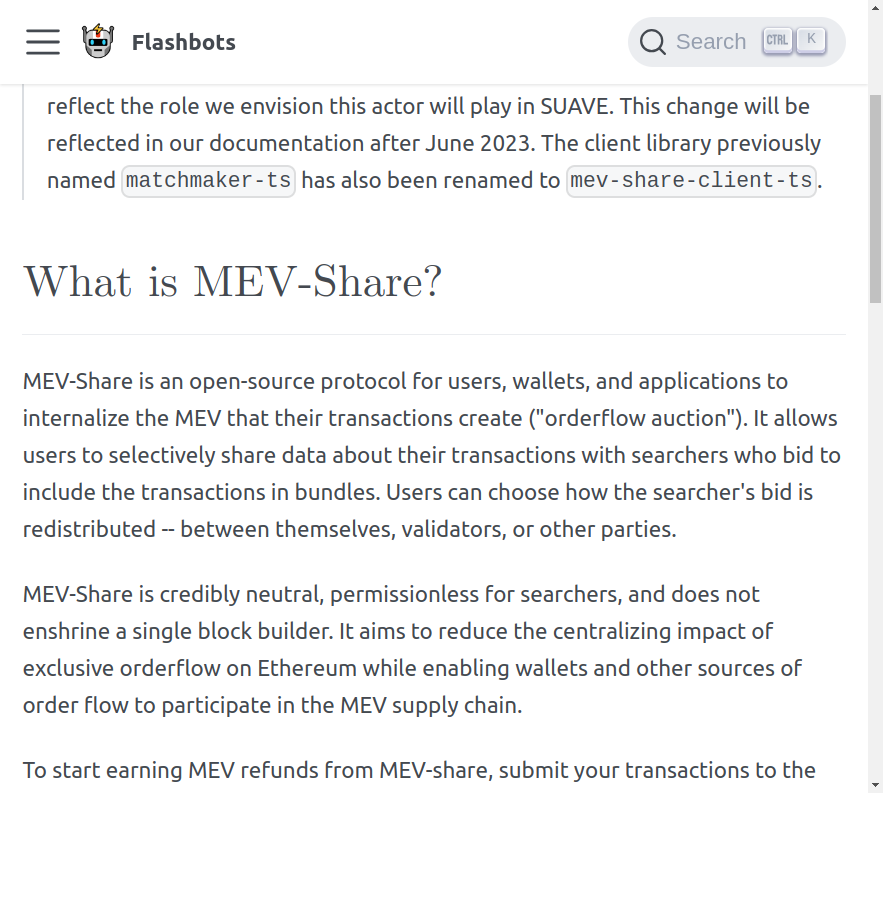 Flashbots
Search CTRL K
reflect the role we envision this actor will play in SUAVE. This change will be
reflected in our documentation after June 2023. The client library previously
named matchmaker-ts has also been renamed to mev-share-client-ts.
What is MEV-Share?
MEV-Share is an open-source protocol for users, wallets, and applications to
internalize the MEV that their transactions create ("orderflow auction"). It allows
users to selectively share data about their transactions with searchers who bid to
include the transactions in bundles. Users can choose how the searcher's bid is
redistributed -- between themselves, validators, or other parties.
MEV-Share is credibly neutral, permissionless for searchers, and does not
enshrine a single block builder. It aims to reduce the centralizing impact of
exclusive orderflow on Ethereum while enabling wallets and other sources of
order flow to participate in the MEV supply chain.
To start earning MEV refunds from MEV-share, submit your transactions to the